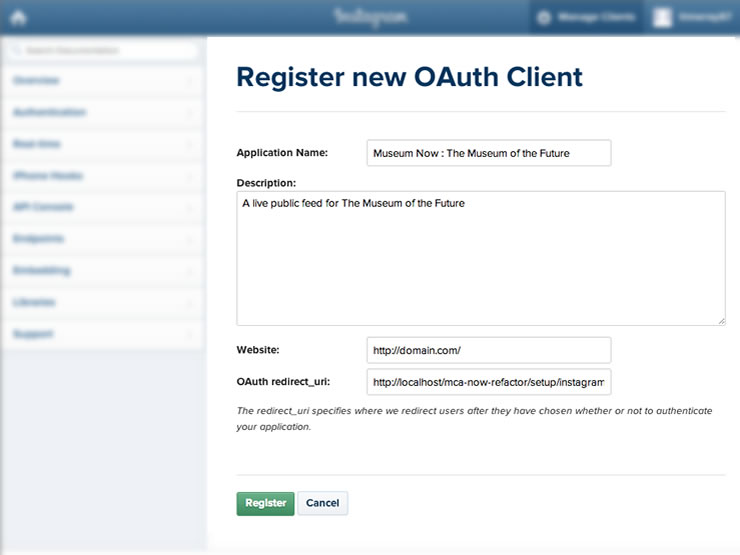 Instagram
Manage Clients
Search Documentation
Overview
Authentication
Real-time
iPhone Hooks
API Console
Endpoints
Embedding
Libraries
Support
Register new OAuth Client
Application Name:
Museum Now : The Museum of the Future
Description:
A live public feed for The Museum of the Future
Website:
http://domain.com/
OAuth redirect_uri:
http://localhost/mca-now-refactor/setup/instagram
The redirect_uri specifies where we redirect users after they have chosen whether or not to authenticate
your application.
Register
Cancel